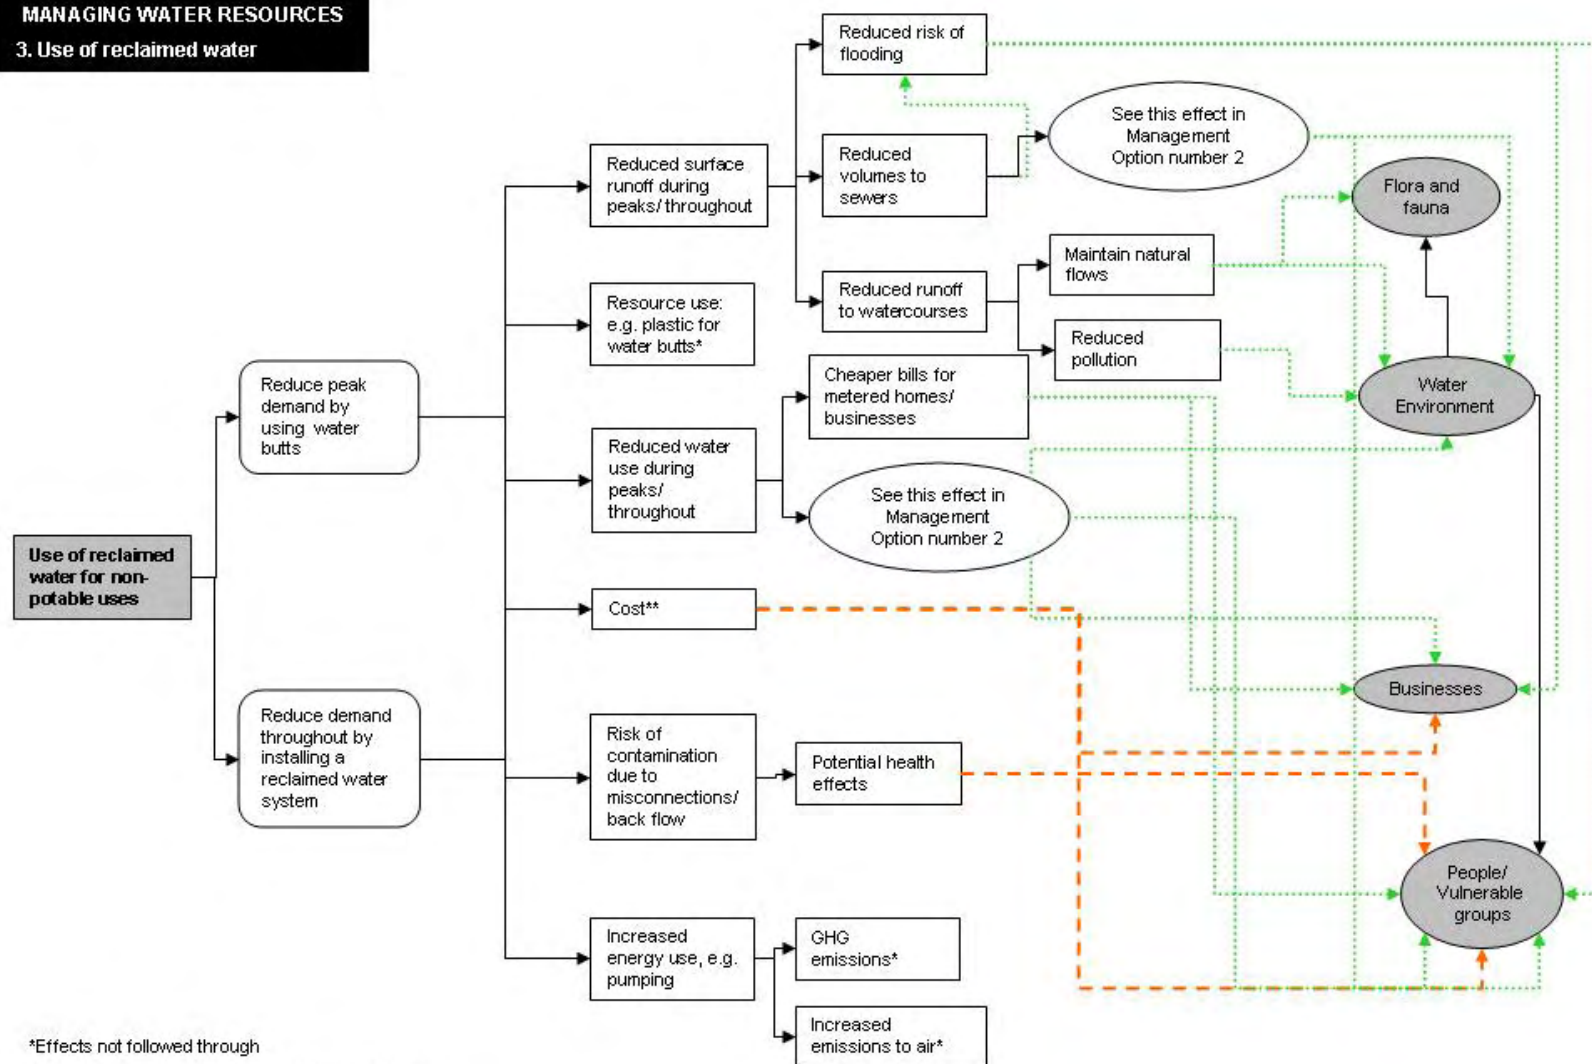 MANAGING WATER RESOURCES
3. Use of reclaimed water
Use of reclaimed
water for non-
potable uses
Reduce peak
demand by
using water
butts
Reduce demand
throughout by
installing a
reclaimed water
system
Reduced surface
runoff during
peaks/ throughout
Resource use:
e.g. plastic for
water butts*
Reduced water
use during
peaks/
throughout
Cost**
Risk of
contamination
due to
misconnections/
back flow
Increased
energy use, e.g.
pumping
Reduced risk of
flooding
Reduced
volumes to
sewers
Reduced runoff
to watercourses
Cheaper bills for
metered homes/
businesses
See this effect in
Management
Option number 2
Potential health
effects
GHG
emissions*
Increased
emissions to air*
See this effect in
Management
Option number 2
Maintain natural
flows
Reduced
pollution
Flora and
fauna
Water
Environment
Businesses
People/
Vulnerable
groups
*Effects not followed through